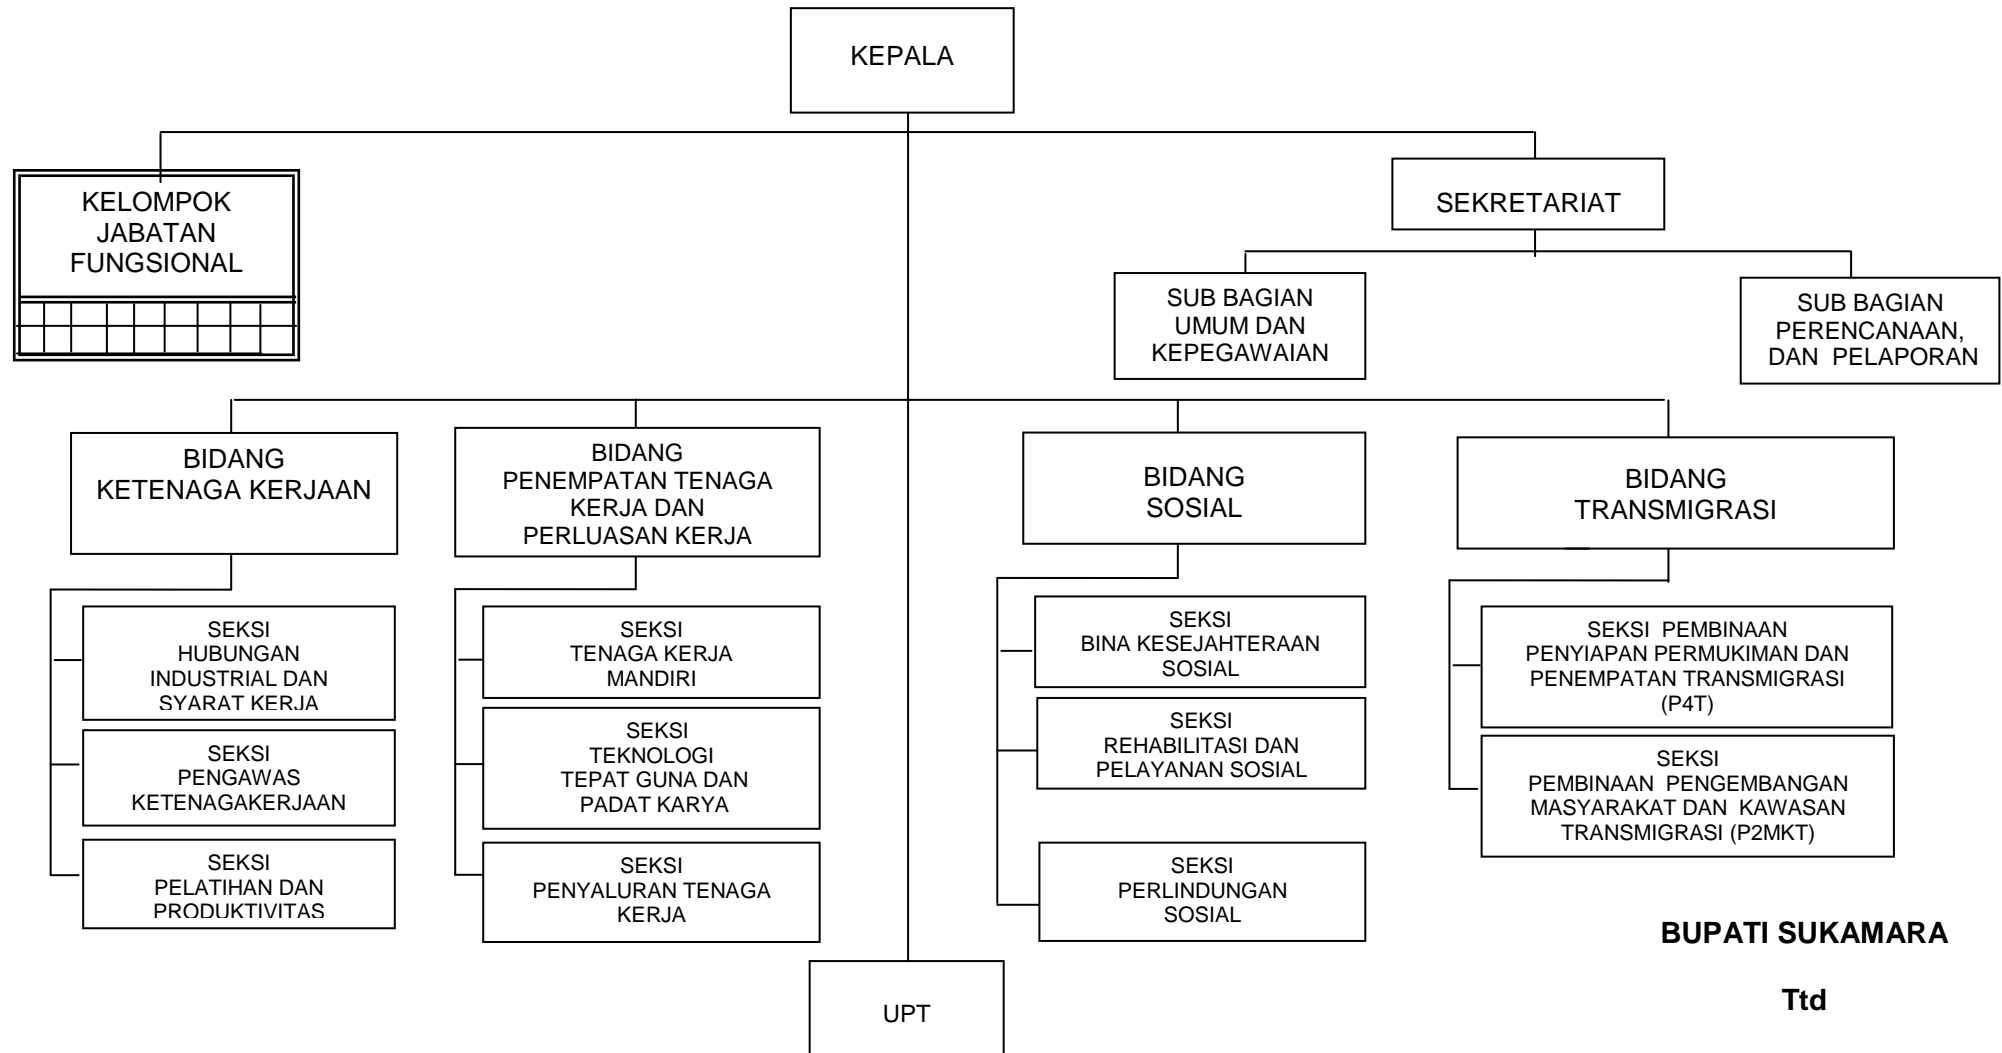 KEPALA
KELOMPOK
JABATAN
FUNGSIONAL
SEKRETARIAT
SUB BAGIAN
UMUM DAN
KEPEGAWAIAN
SUB BAGIAN
PERENCANAAN,
DAN PELAPORAN
BIDANG
KETENAGA KERJAAN
BIDANG
PENEMPATAN TENAGA
KERJA DAN
PERLUASAN KERJA
BIDANG
SOSIAL
BIDANG
TRANSMIGRASI
SEKSI
HUBUNGAN
INDUSTRIAL DAN
SYARAT KERJA
SEKSI
PENGAWAS
KETENAGAKERJAAN
SEKSI
PELATIHAN DAN
PRODUKTIVITAS
SEKSI
TENAGA KERJA
MANDIRI
SEKSI
TEKNOLOGI
TEPAT GUNA DAN
PADAT KARYA
SEKSI
PENYALURAN TENAGA
KERJA
SEKSI
BINA KESEJAHTERAAN
SOSIAL
SEKSI
REHABILITASI DAN
PELAYANAN SOSIAL
SEKSI
PERLINDUNGAN
SOSIAL
SEKSI PEMBINAAN
PENYIAPAN PERMUKIMAN DAN
PENEMPATAN TRANSMIGRASI
(P4T)
SEKSI
PEMBINAAN PENGEMBANGAN
MASYARAKAT DAN KAWASAN
TRANSMIGRASI (P2MKT)
UPT
BUPATI SUKAMARA
Ttd